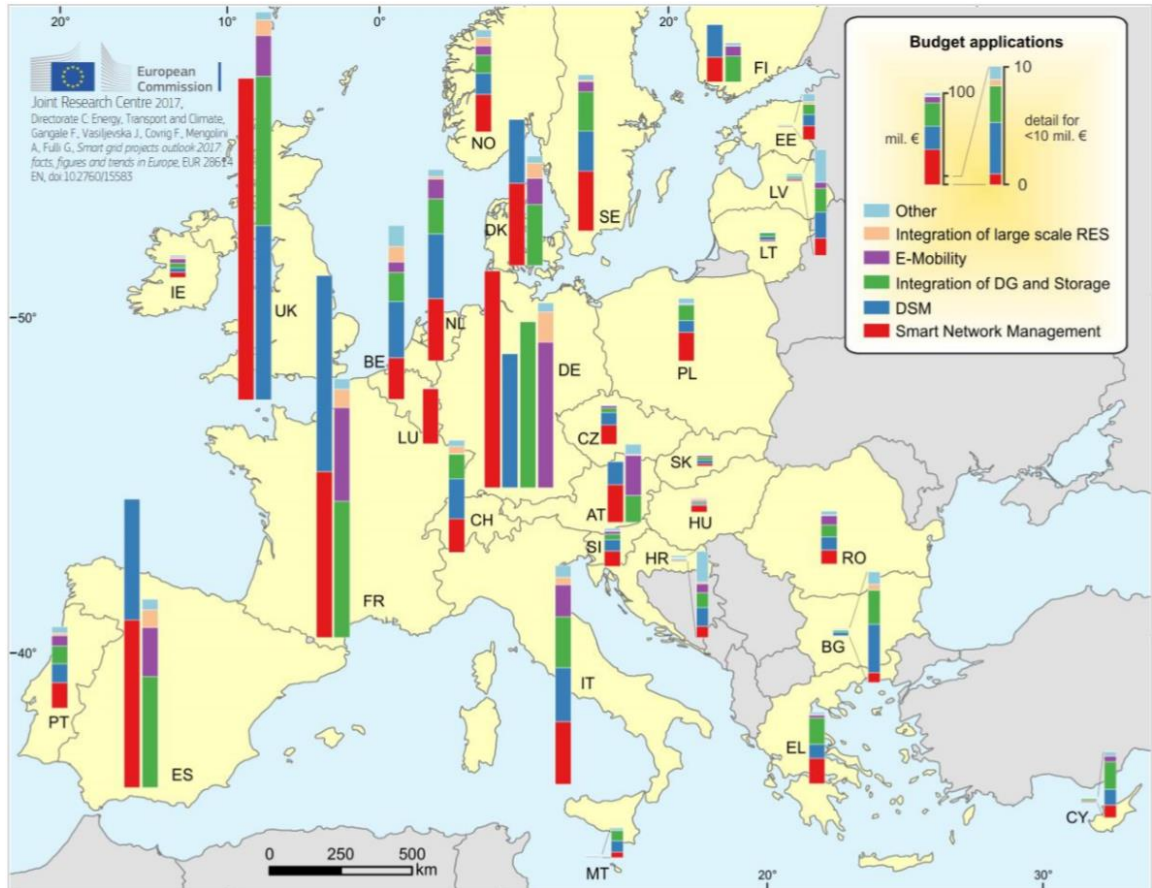 20° 10° 0° 20°
European
Commission
Joint Research Centre 2017,
Directorate C: Energy, Transport and Climate,
Gangale F., Vasiljevska J., Covrig F., Mengolini
A., Fulli G., Smart grid projects outlook 2017:
facts, figures and trends in Europe, EUR 28614
EN, doi:10.2760/15583
Budget applications
100
mil. €
10
detail for
<10 mil. €
0
Other
Integration of large scale RES
E-Mobility
Integration of DG and Storage
DSM
Smart Network Management
NO
FI
EE
SE
LV
DK
LT
IE
UK
50°
NL
BE
DE
PL
LU
CZ
SK
CH
AT
HU
SI
HR
RO
FR
BG
40°
IT
PT
EL
ES
CY
MT
0 250 500
km
20° 30°